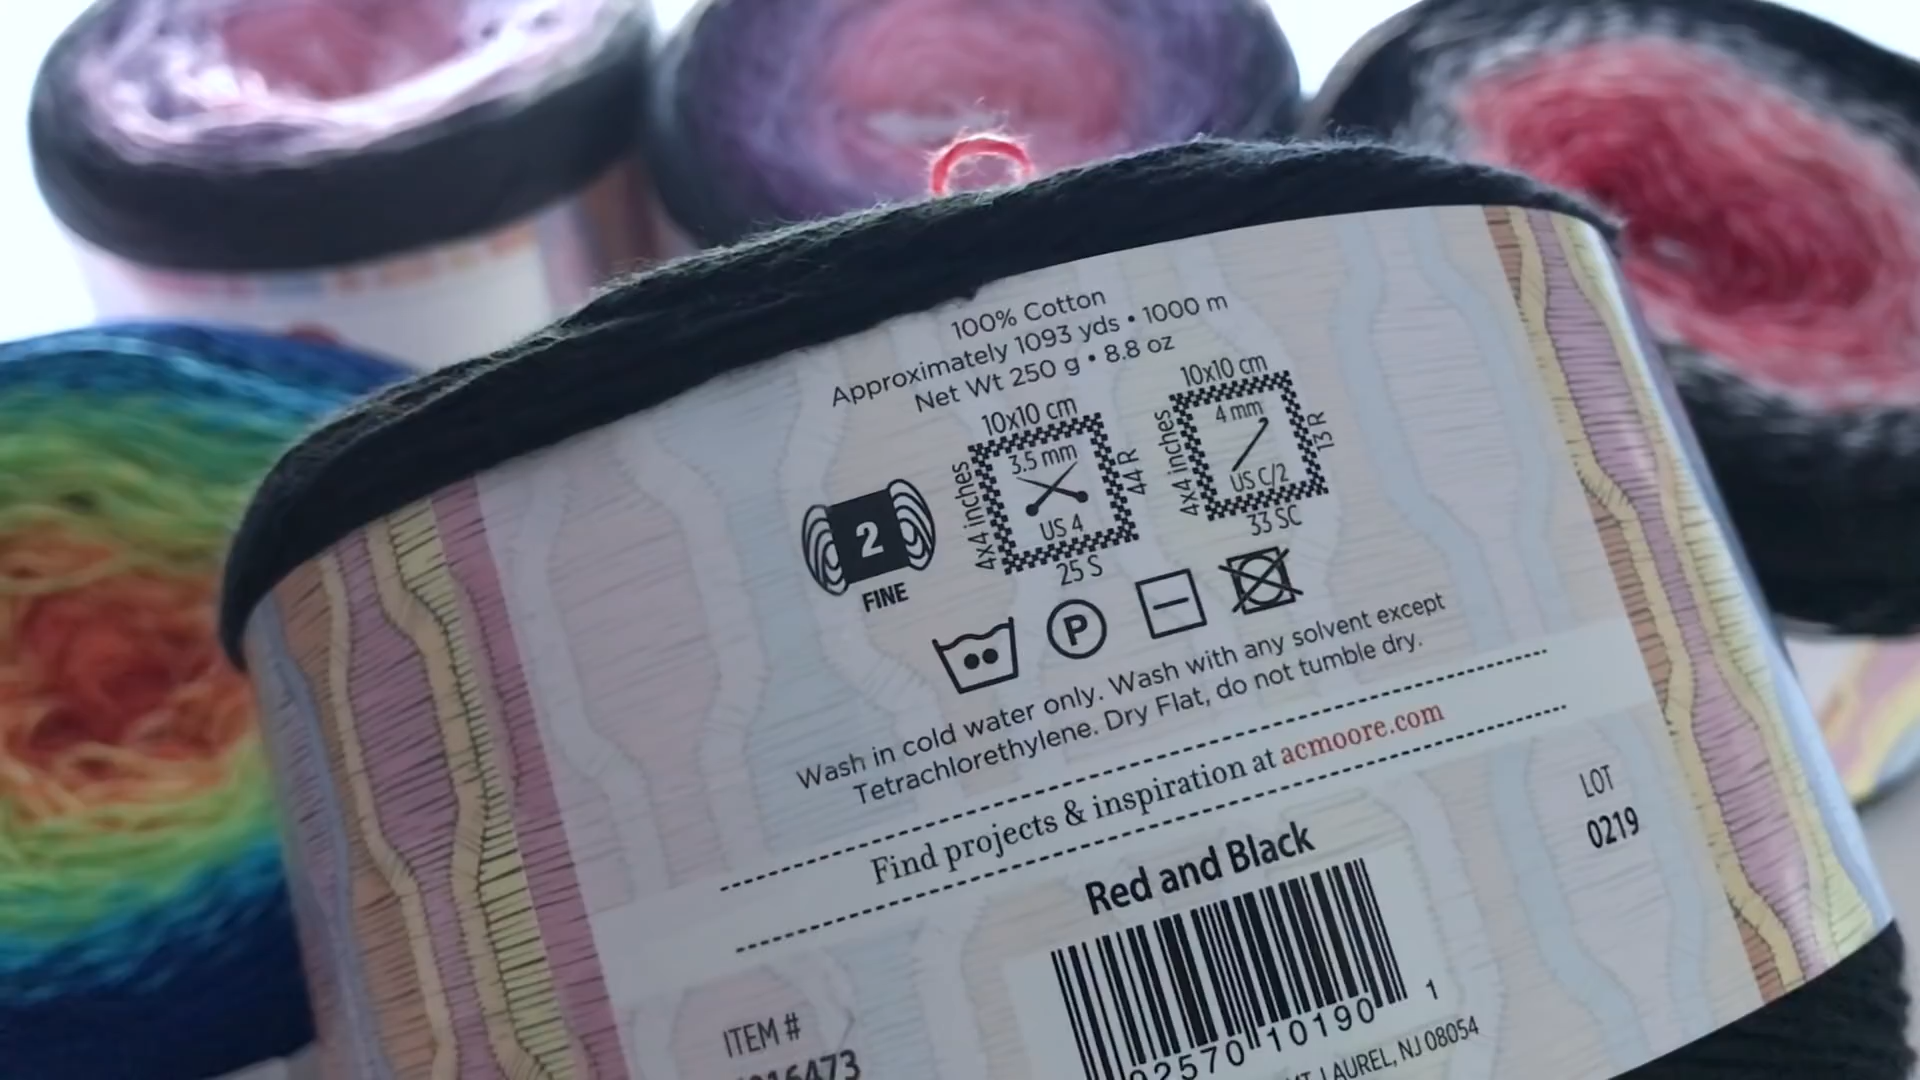 100% Cotton
Approximately 1093 yds • 1000 m
Net Wt 250 g • 8.8 oz
10x10 cm
4x4 inches
3.5 mm
US 4
44 R
25 S
10x10 cm
4x4 inches
4 mm
US C/2
13 R
33 SC
2
FINE
P
Wash in cold water only. Wash with any solvent except
Tetrachlorethylene. Dry Flat, do not tumble dry.
Find projects & inspiration at acmoore.com
LOT
0219
Red and Black
ITEM #
02570 10190 1
LAUREL, NJ 08054